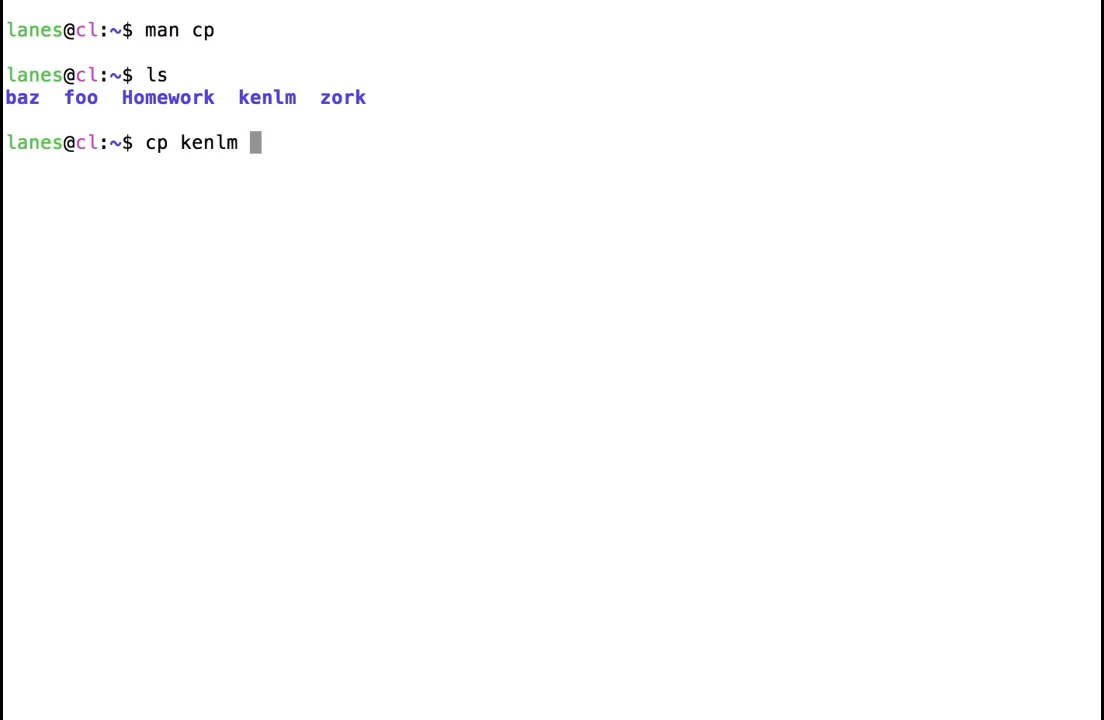 lanes@cl:~$ man cp
lanes@cl:~$ ls
baz  foo  Homework  kenlm  zork
lanes@cl:~$ cp kenlm